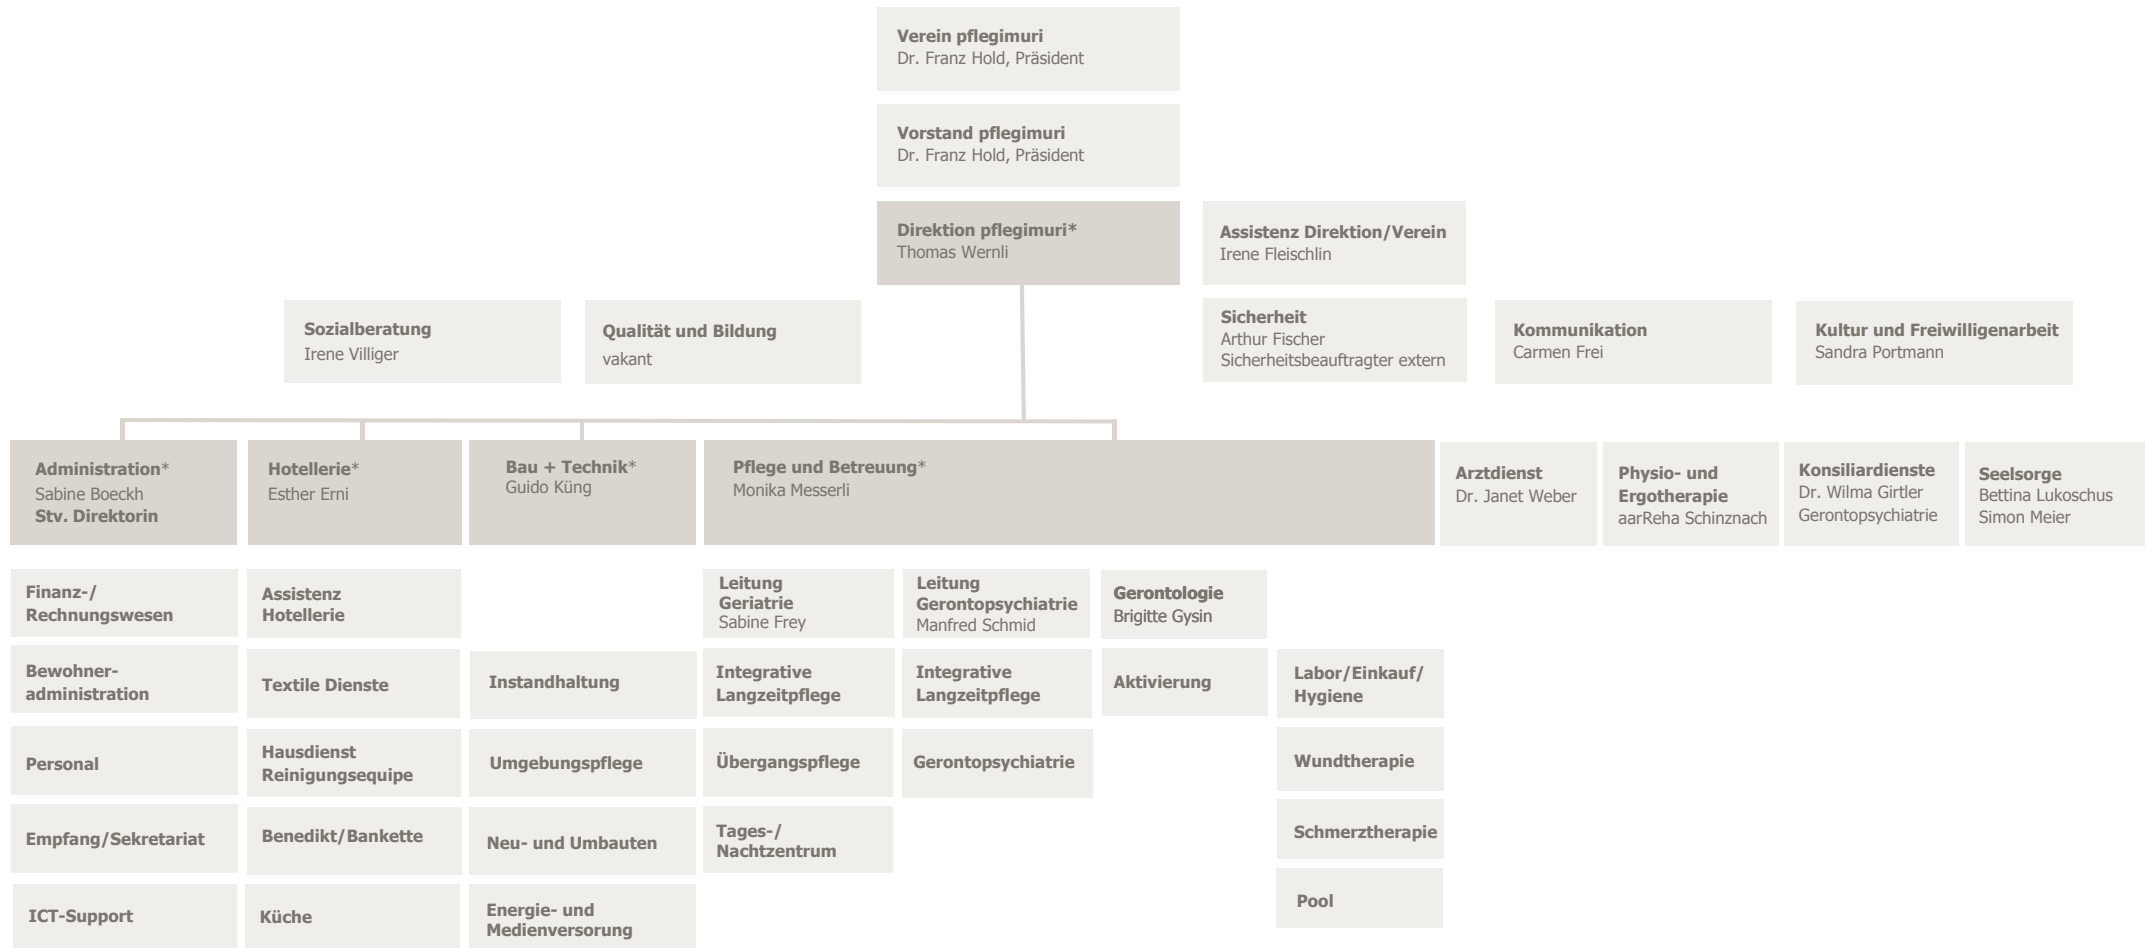 Verein pflegimuri
Dr. Franz Hold, Präsident
Vorstand pflegimuri
Dr. Franz Hold, Präsident
Direktion pflegimuri*
Thomas Wernli
Assistenz Direktion/Verein
Irene Fleischlin
Sozialberatung
Irene Villiger
Qualität und Bildung
vakant
Sicherheit
Arthur Fischer
Sicherheitsbeauftragter extern
Kommunikation
Carmen Frei
Kultur und Freiwilligenarbeit
Sandra Portmann
Administration*
Sabine Boeckh
Stv. Direktorin
Hotellerie*
Esther Erni
Bau + Technik*
Guido Küng
Pflege und Betreuung*
Monika Messerli
Arztdienst
Dr. Janet Weber
Physio- und
Ergotherapie
aarReha Schinznach
Konsiliardienste
Dr. Wilma Girtler
Gerontopsychiatrie
Seelsorge
Bettina Lukoschus
Simon Meier
Finanz-/
Rechnungswesen
Assistenz
Hotellerie
Leitung
Geriatrie
Sabine Frey
Leitung
Gerontopsychiatrie
Manfred Schmid
Gerontologie
Brigitte Gysin
Bewohner-
administration
Textile Dienste
Instandhaltung
Integrative
Langzeitpflege
Integrative
Langzeitpflege
Aktivierung
Labor/Einkauf/
Hygiene
Personal
Hausdienst
Reinigungsequipe
Umgebungspflege
Übergangspflege
Gerontopsychiatrie
Wundtherapie
Empfang/Sekretariat
Benedikt/Bankette
Neu- und Umbauten
Tages-/
Nachtzentrum
Schmerztherapie
ICT-Support
Küche
Energie- und
Medienversorung
Pool